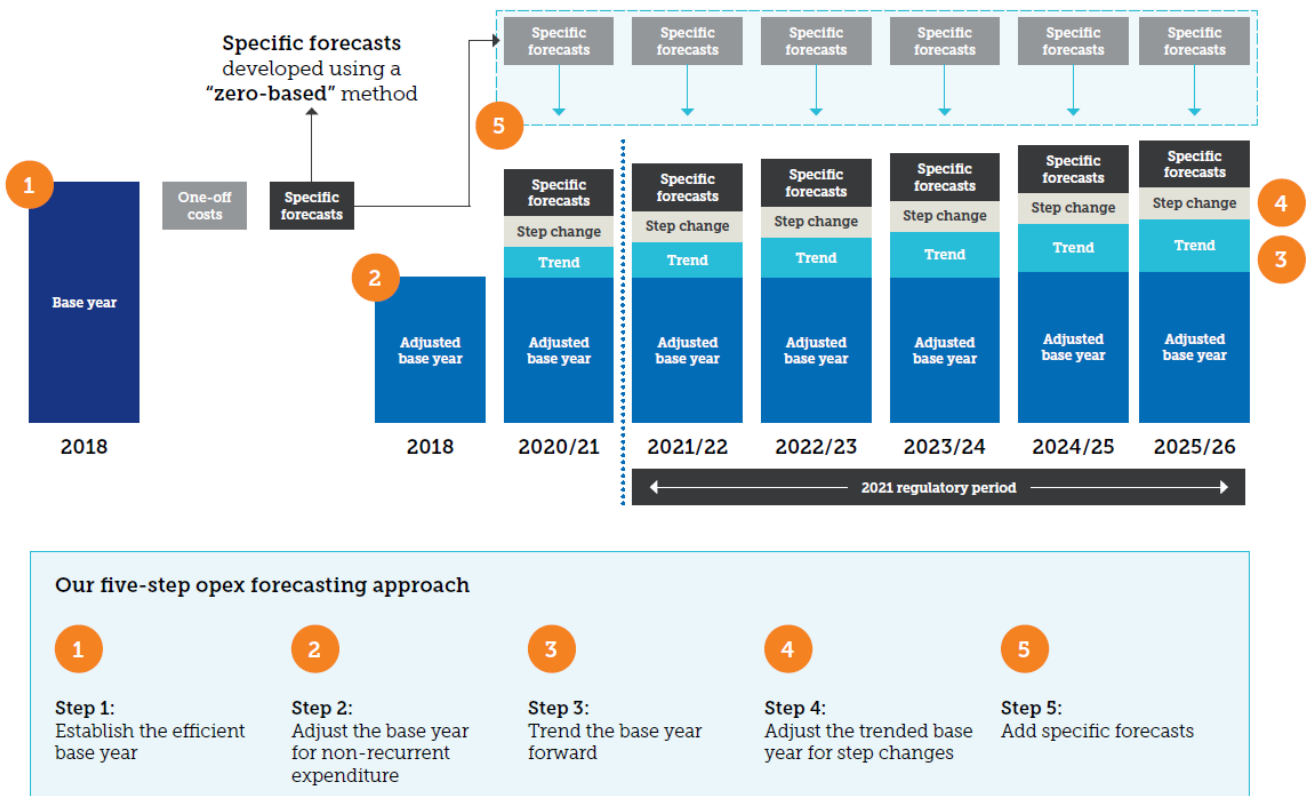 Specific forecasts
developed using a
“zero-based” method
Specific
forecasts
Specific
forecasts
Specific
forecasts
Specific
forecasts
Specific
forecasts
Specific
forecasts
5
1
Base year
2018
One-off
costs
Specific
forecasts
2
Adjusted
base year
2018
Specific
forecasts
Step change
Trend
Adjusted
base year
2020/21
Specific
forecasts
Step change
Trend
Adjusted
base year
2021/22
Specific
forecasts
Step change
Trend
Adjusted
base year
2022/23
Specific
forecasts
Step change
Trend
Adjusted
base year
2023/24
Specific
forecasts
Step change
Trend
Adjusted
base year
2024/25
Specific
forecasts
Step change
Trend
Adjusted
base year
2025/26
4
3
2021 regulatory period
Our five-step opex forecasting approach
1
Step 1:
Establish the efficient
base year
2
Step 2:
Adjust the base year
for non-recurrent
expenditure
3
Step 3:
Trend the base year
forward
4
Step 4:
Adjust the trended base
year for step changes
5
Step 5:
Add specific forecasts